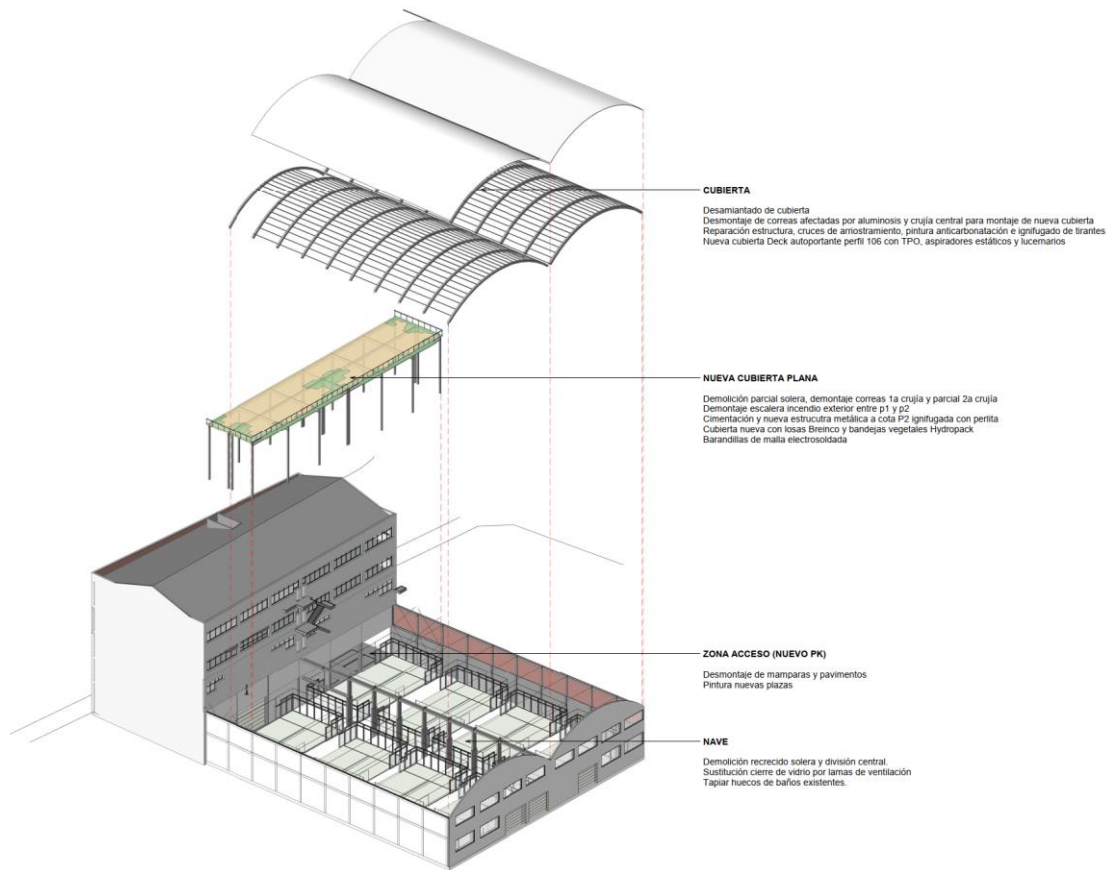 CUBIERTA
Desamiantado de cubierta
Desmontaje de correas afectadas por aluminosis y crujía central para montaje de nueva cubierta
Reparación estructura, cruces de arriostramiento, pintura anticarbonatación e ignifugado de tirantes
Nueva cubierta Deck autoportante perfil 106 con TPO, aspiradores estáticos y lucernarios
NUEVA CUBIERTA PLANA
Demolición parcial solera, demontaje correas 1a crujía y parcial 2a crujía
Demontaje escalera incendio exterior entre p1 y p2
Cimentación y nueva estrucutra metálica a cota P2 ignifugada con perlita
Cubierta nueva con losas Breinco y bandejas vegetales Hydropack
Barandillas de malla electrosoldada
ZONA ACCESO (NUEVO PK)
Desmontaje de mamparas y pavimentos
Pintura nuevas plazas
NAVE
Demolición recrecido solera y división central.
Sustitución cierre de vidrio por lamas de ventilación
Tapiar huecos de baños existentes.